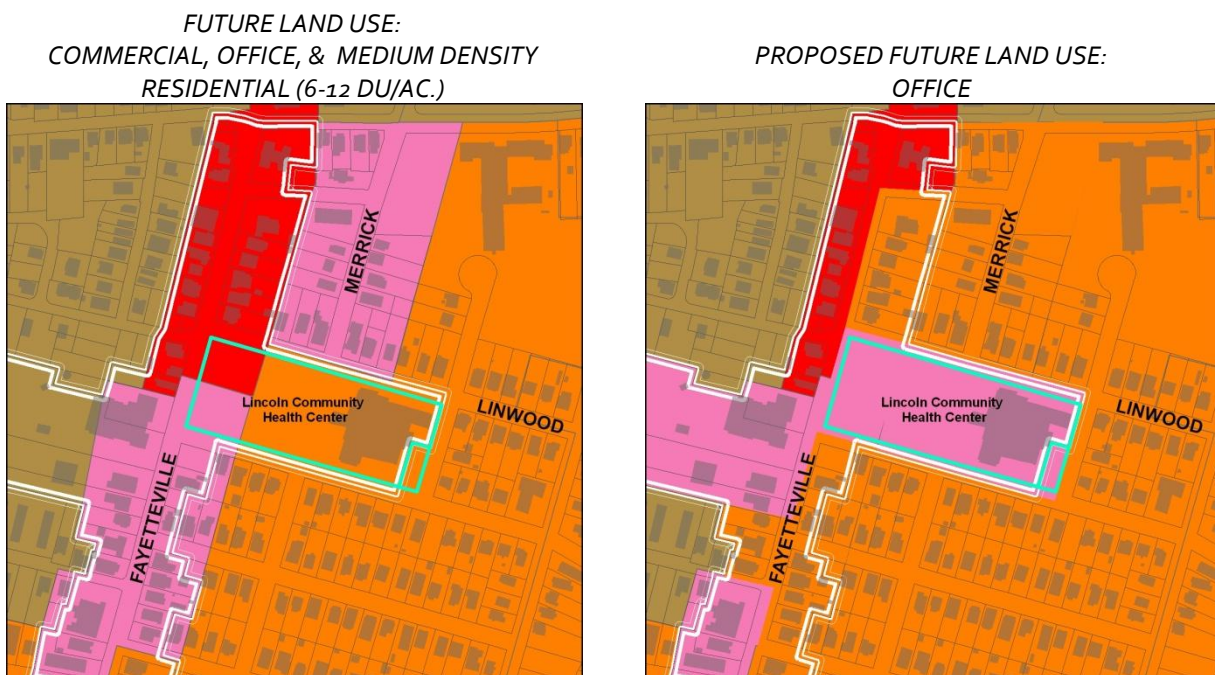 FUTURE LAND USE:
COMMERCIAL, OFFICE, & MEDIUM DENSITY
RESIDENTIAL (6-12 DU/AC.)
MERRICK
Lincoln Community
Health Center
LINWOOD
FAYETTEVILLE
PROPOSED FUTURE LAND USE:
OFFICE
MERRICK
Lincoln Community
Health Center
LINWOOD
FAYETTEVILLE